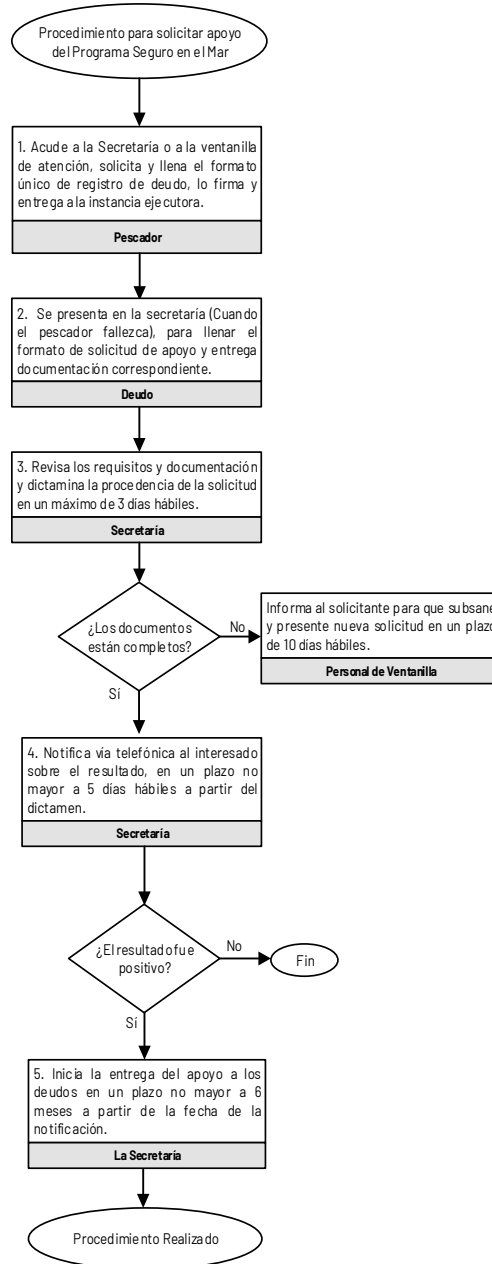 Procedimiento para solicitar apoyo
del Programa Seguro en el Mar
1. Acude a la Secretaría o a la ventanilla
de atención, solicita y llena el formato
único de registro de deudo, lo firma y
entrega a la instancia ejecutora.
Pescador
2. Se presenta en la secretaría (Cuando
el pescador fallezca), para llenar el
formato de solicitud de apoyo y entrega
documentación correspondiente.
Deudo
3. Revisa los requisitos y documentación
y dictamina la procedencia de la solicitud
en un máximo de 3 días hábiles.
Secretaría
¿Los documentos
están completos?
No
Informa al solicitante para que subsane
y presente nueva solicitud en un plazo
de 10 días hábiles.
Personal de Ventanilla
Sí
4. Notifica vía telefónica al interesado
sobre el resultado, en un plazo no
mayor a 5 días hábiles a partir del
dictamen.
Secretaría
¿El resultado fue
positivo?
No
Fin
Sí
5. Inicia la entrega del apoyo a los
deudos en un plazo no mayor a 6
meses a partir de la fecha de la
notificación.
La Secretaría
Procedimiento Realizado